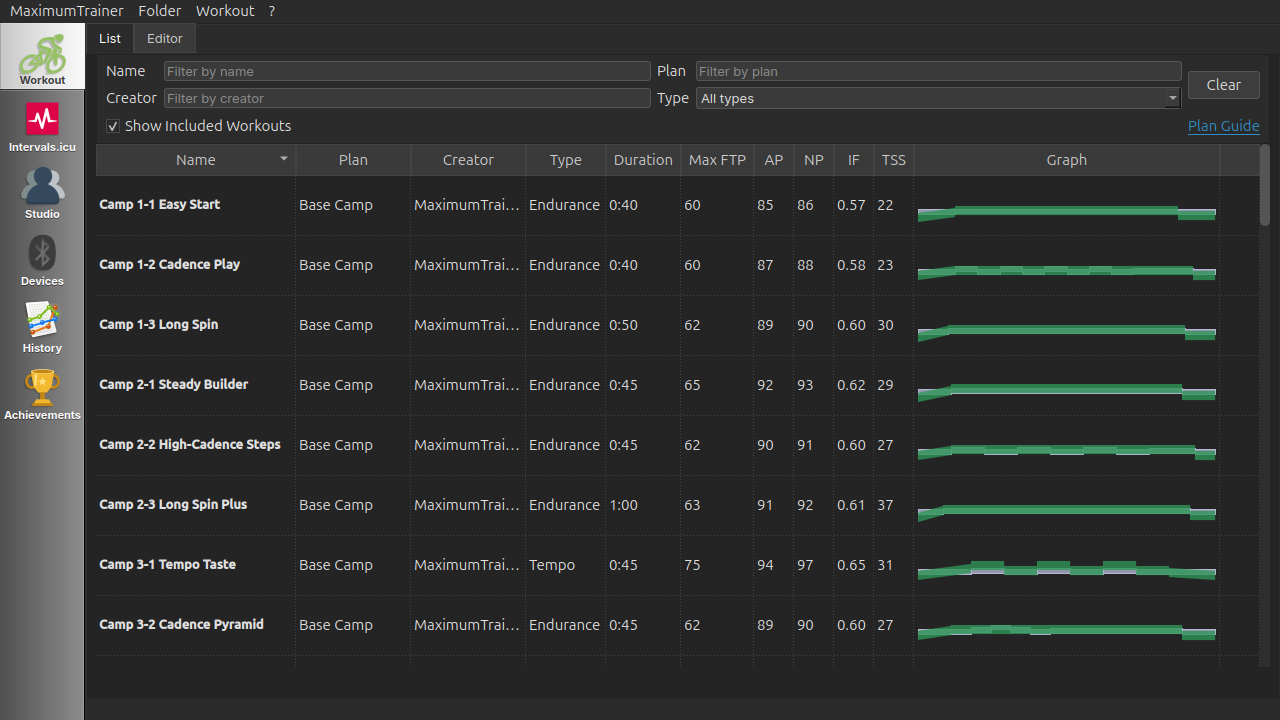 MaximumTrainer Folder Workout ?
List Editor
Workout
Intervals.icu
Studio
Devices
History
Achievements
Name Filter by name Plan Filter by plan
Creator Filter by creator Type All types Clear
Show Included Workouts Plan Guide
Name Plan Creator Type Duration Max FTP AP NP IF TSS Graph
Camp 1-1 Easy Start Base Camp MaximumTrai... Endurance 0:40 60 85 86 0.57 22
Camp 1-2 Cadence Play Base Camp MaximumTrai... Endurance 0:40 60 87 88 0.58 23
Camp 1-3 Long Spin Base Camp MaximumTrai... Endurance 0:50 62 89 90 0.60 30
Camp 2-1 Steady Builder Base Camp MaximumTrai... Endurance 0:45 65 92 93 0.62 29
Camp 2-2 High-Cadence Steps Base Camp MaximumTrai... Endurance 0:45 62 90 91 0.60 27
Camp 2-3 Long Spin Plus Base Camp MaximumTrai... Endurance 1:00 63 91 92 0.61 37
Camp 3-1 Tempo Taste Base Camp MaximumTrai... Tempo 0:45 75 94 97 0.65 31
Camp 3-2 Cadence Pyramid Base Camp MaximumTrai... Endurance 0:45 62 89 90 0.60 27